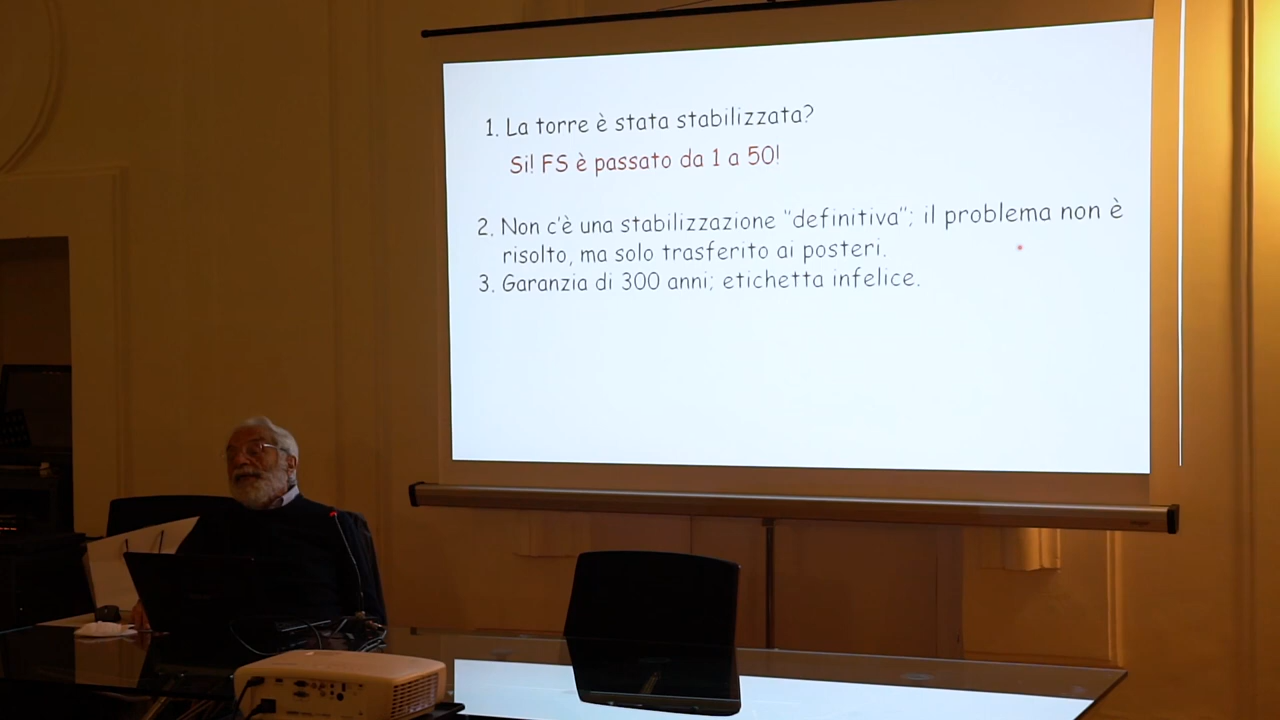 1. La torre è stata stabilizzata?
Si! FS è passato da 1 a 50!
2. Non c'è una stabilizzazione "definitiva"; il problema non è
risolto, ma solo trasferito ai posteri.
3. Garanzia di 300 anni; etichetta infelice.